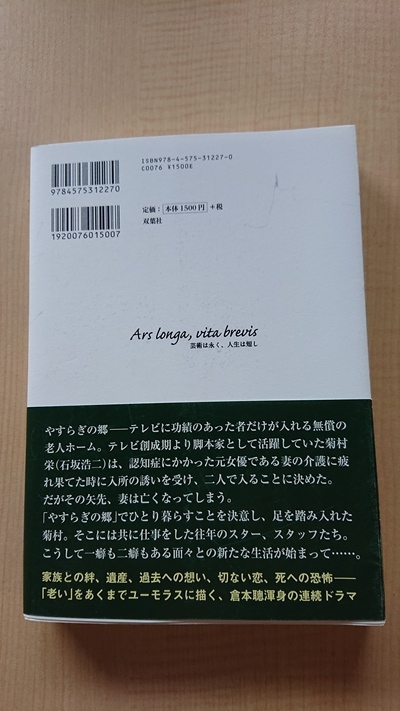 ISBN978-4-575-31227-0
C0076 ¥1500E
9784575312270
定価：本体1500円＋税
双葉社
1920076015007
Ars longa, vita brevis
芸術は永く、人生は短し
やすらぎの郷――テレビに功績のあった者だけが入れる無償の
老人ホーム。テレビ創成期より脚本家として活躍していた菊村
栄（石坂浩二）は、認知症にかかった元女優である妻の介護に疲
れ果てた時に入所の誘いを受け、二人で入ることに決めた。
だがその矢先、妻は亡くなってしまう。
「やすらぎの郷」でひとり暮らすことを決意し、足を踏み入れた
菊村。そこには共に仕事をした往年のスター、スタッフたち。
こうして一癖も二癖もある面々との新たな生活が始まって……。
家族との絆、遺産、過去への想い、切ない恋、死への恐怖――
「老い」をあくまでユーモラスに描く、倉本聰渾身の連続ドラマ